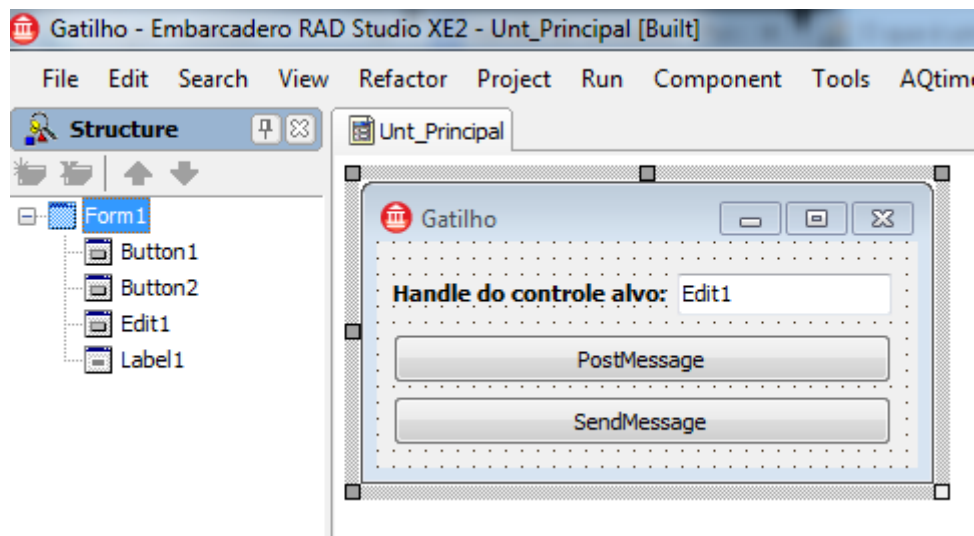 Gatilho - Embarcadero RAD Studio XE2 - Unt_Principal [Built]
File Edit Search View Refactor Project Run Component Tools AQtime
Structure
Unt_Principal
Form1
Button1
Button2
Edit1
Label1
Gatilho
Handle do controle alvo: Edit1
PostMessage
SendMessage